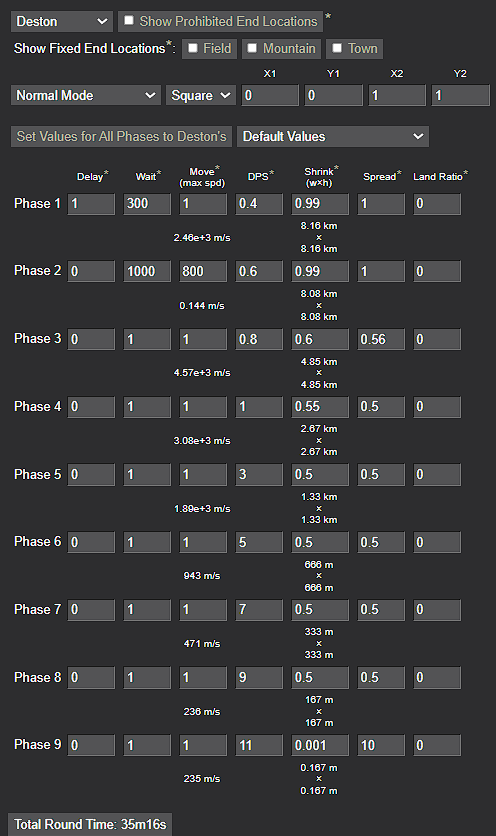 Deston Show Prohibited End Locations*
Show Fixed End Locations*: Field Mountain Town
X1 Y1 X2 Y2
Normal Mode Square 0 0 1 1
Set Values for All Phases to Deston's Default Values
Delay* Wait* Move* (max spd) DPS* Shrink* (w×h) Spread* Land Ratio*
Phase 1 1 300 1 0.4 0.99 1 0
2.46e+3 m/s 8.16 km × 8.16 km
Phase 2 0 1000 800 0.6 0.99 1 0
0.144 m/s 8.08 km × 8.08 km
Phase 3 0 1 1 0.8 0.6 0.56 0
4.57e+3 m/s 4.85 km × 4.85 km
Phase 4 0 1 1 1 0.55 0.5 0
3.08e+3 m/s 2.67 km × 2.67 km
Phase 5 0 1 1 3 0.5 0.5 0
1.89e+3 m/s 1.33 km × 1.33 km
Phase 6 0 1 1 5 0.5 0.5 0
943 m/s 666 m × 666 m
Phase 7 0 1 1 7 0.5 0.5 0
471 m/s 333 m × 333 m
Phase 8 0 1 1 9 0.5 0.5 0
236 m/s 167 m × 167 m
Phase 9 0 1 1 11 0.001 10 0
235 m/s 0.167 m × 0.167 m
Total Round Time: 35m16s